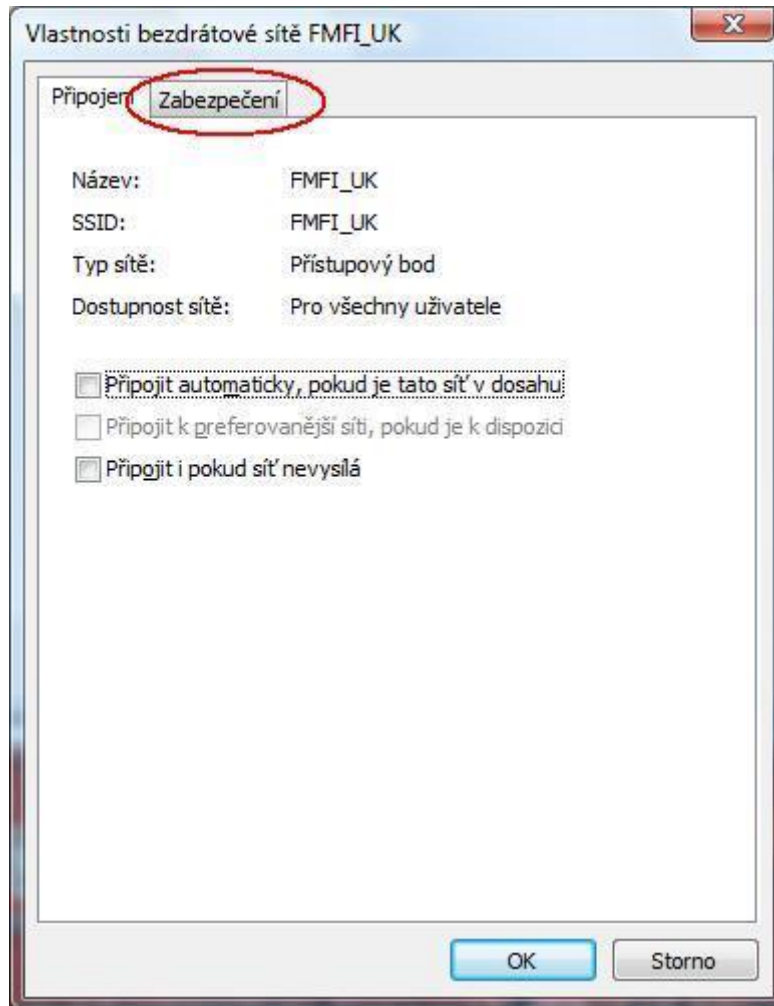 Vlastnosti bezdrátové sítě FMFI_UK
Připojení Zabezpečení
Název: FMFI_UK
SSID: FMFI_UK
Typ sítě: Přístupový bod
Dostupnost sítě: Pro všechny uživatele
Připojit automaticky, pokud je tato síť v dosahu
Připojit k preferovanější síti, pokud je k dispozici
Připojit i pokud síť nevysílá
OK Storno